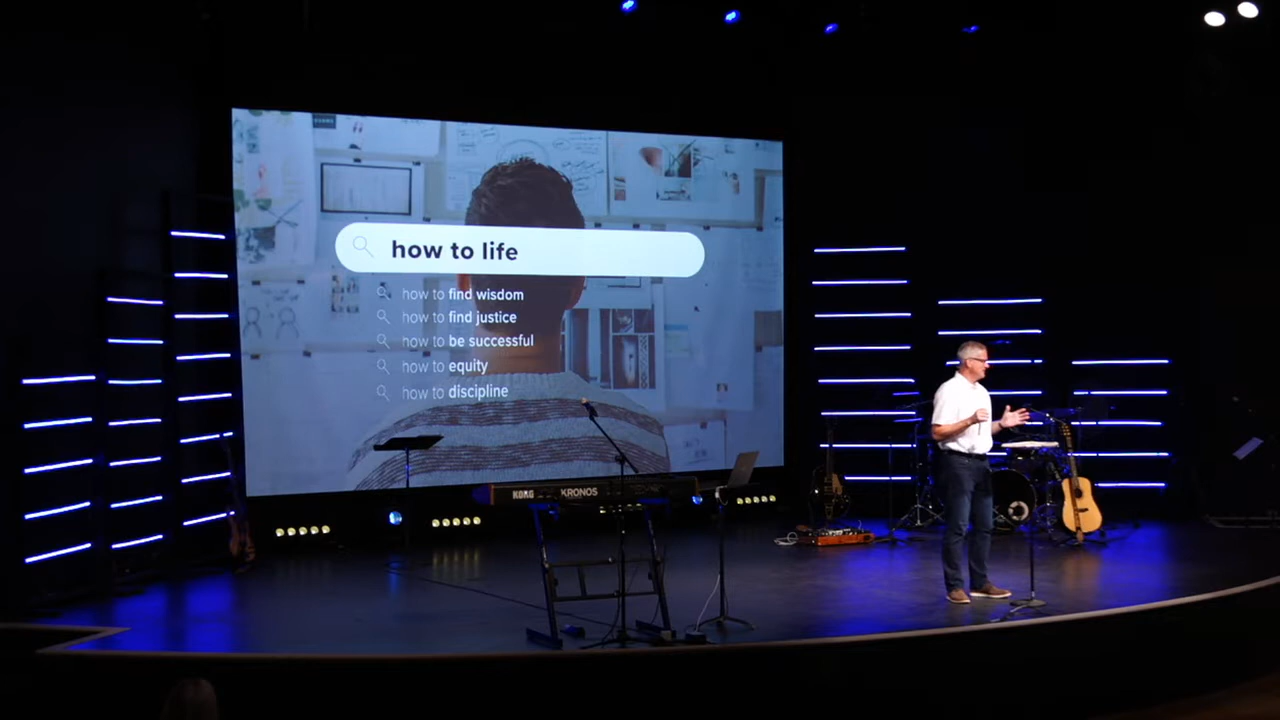 how to life
how to find wisdom
how to find justice
how to be successful
how to equity
how to discipline
KORG KRONOS